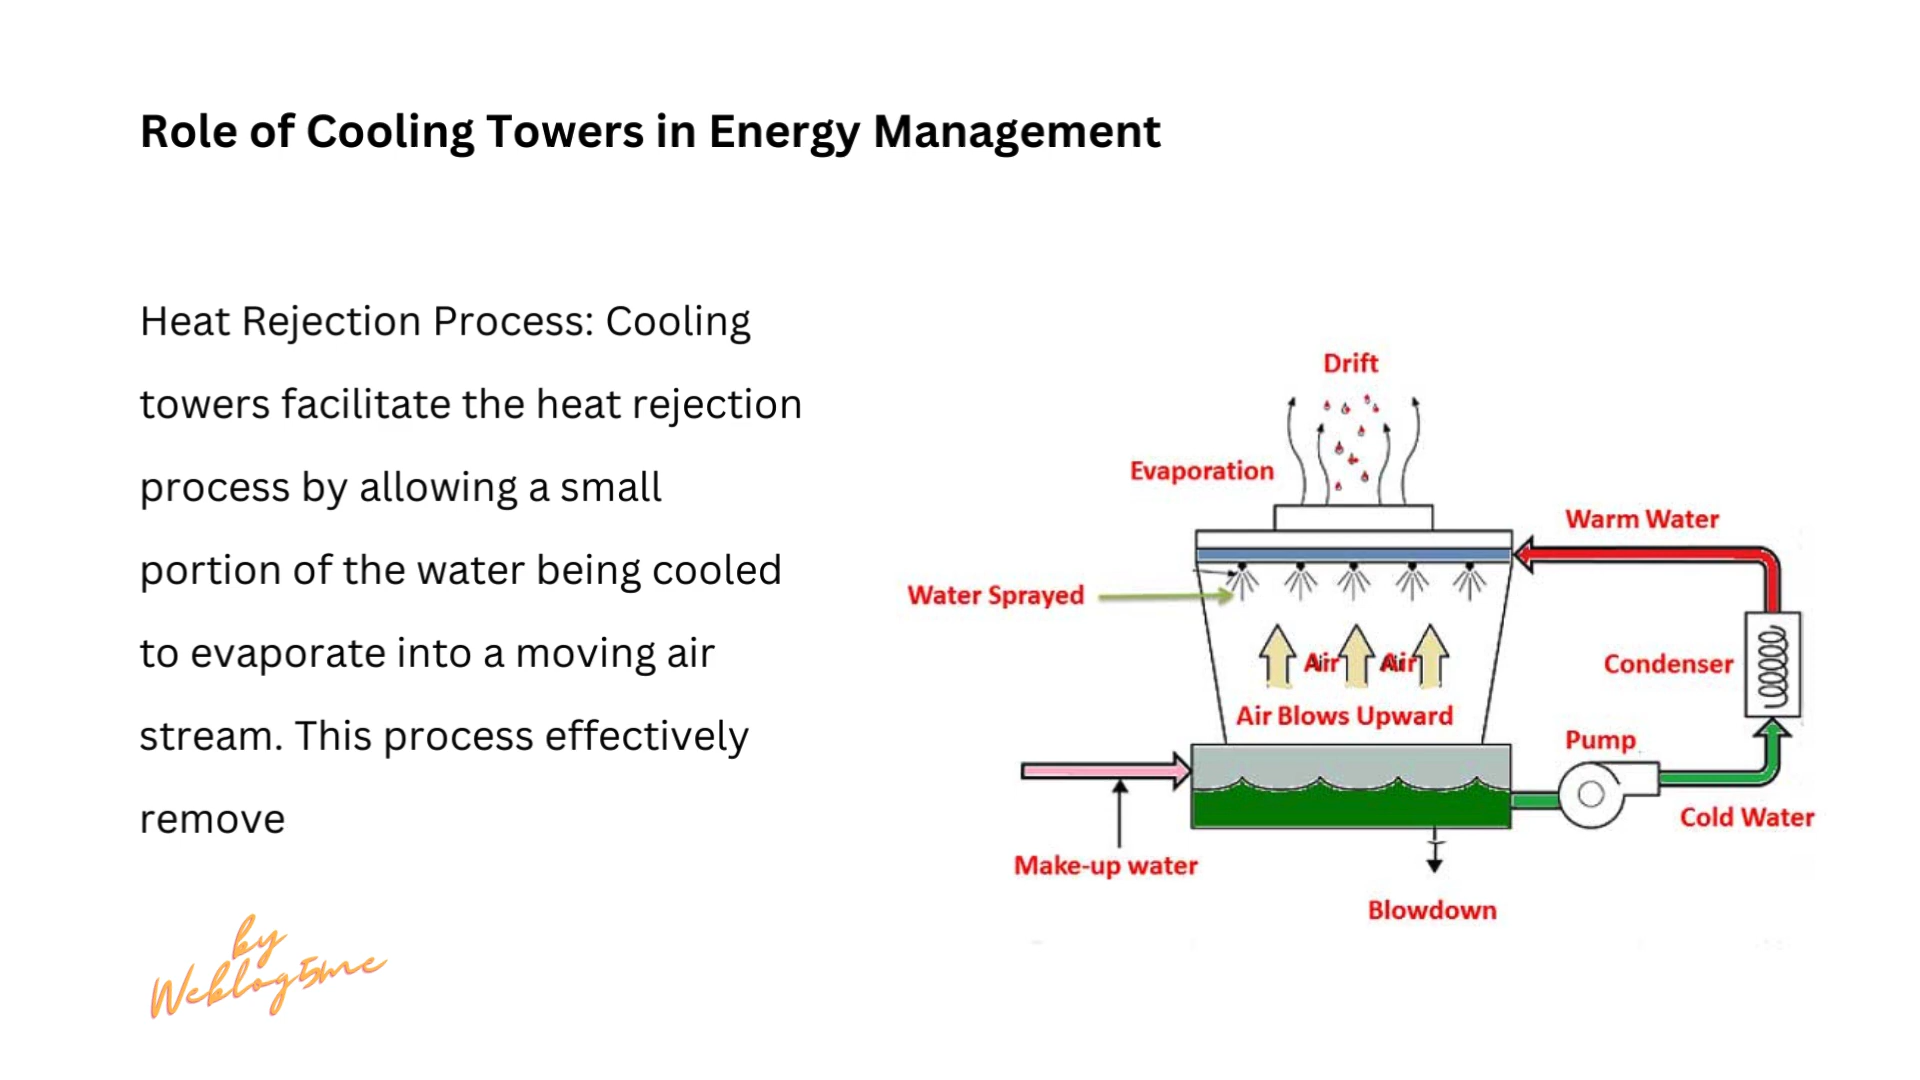 Role of Cooling Towers in Energy Management
Heat Rejection Process: Cooling
towers facilitate the heat rejection
process by allowing a small
portion of the water being cooled
to evaporate into a moving air
stream. This process effectively
remove
Drift
Evaporation
Warm Water
Water Sprayed
Air Air
Condenser
Air Blows Upward
Pump
Cold Water
Make-up water
Blowdown
by
Weblog5me